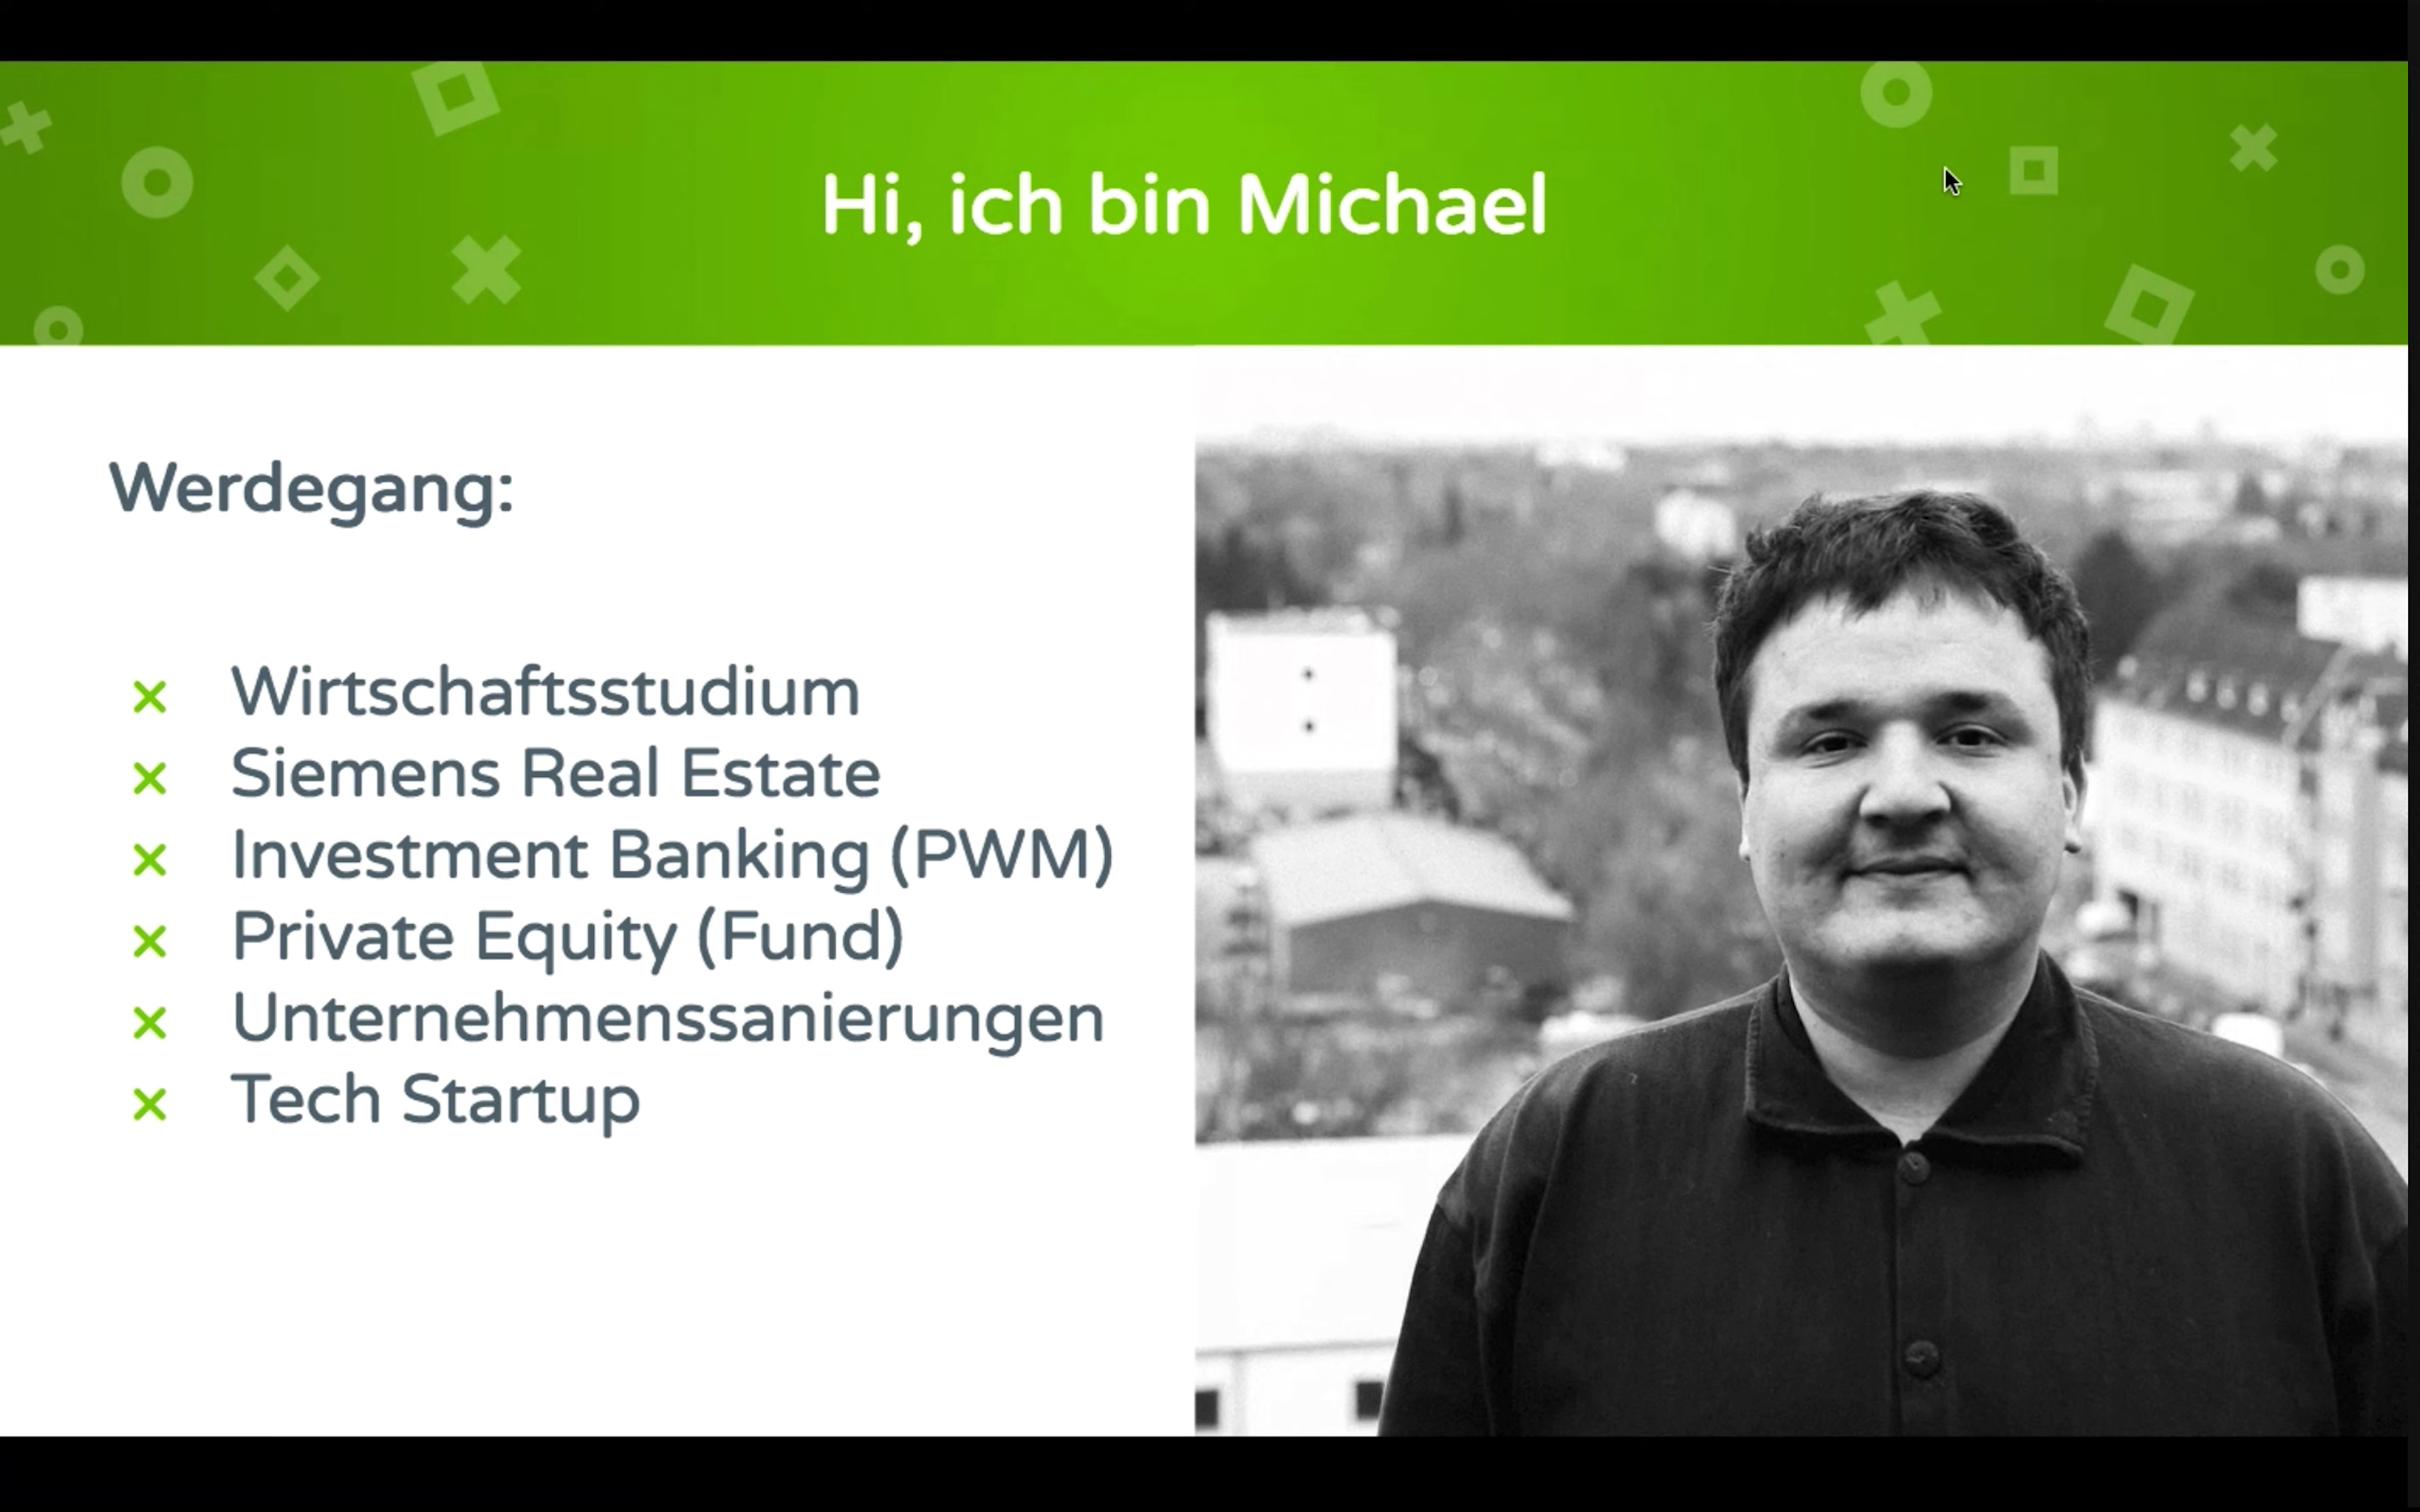 Hi, ich bin Michael
Werdegang:
Wirtschaftsstudium
Siemens Real Estate
Investment Banking (PWM)
Private Equity (Fund)
Unternehmenssanierungen
Tech Startup